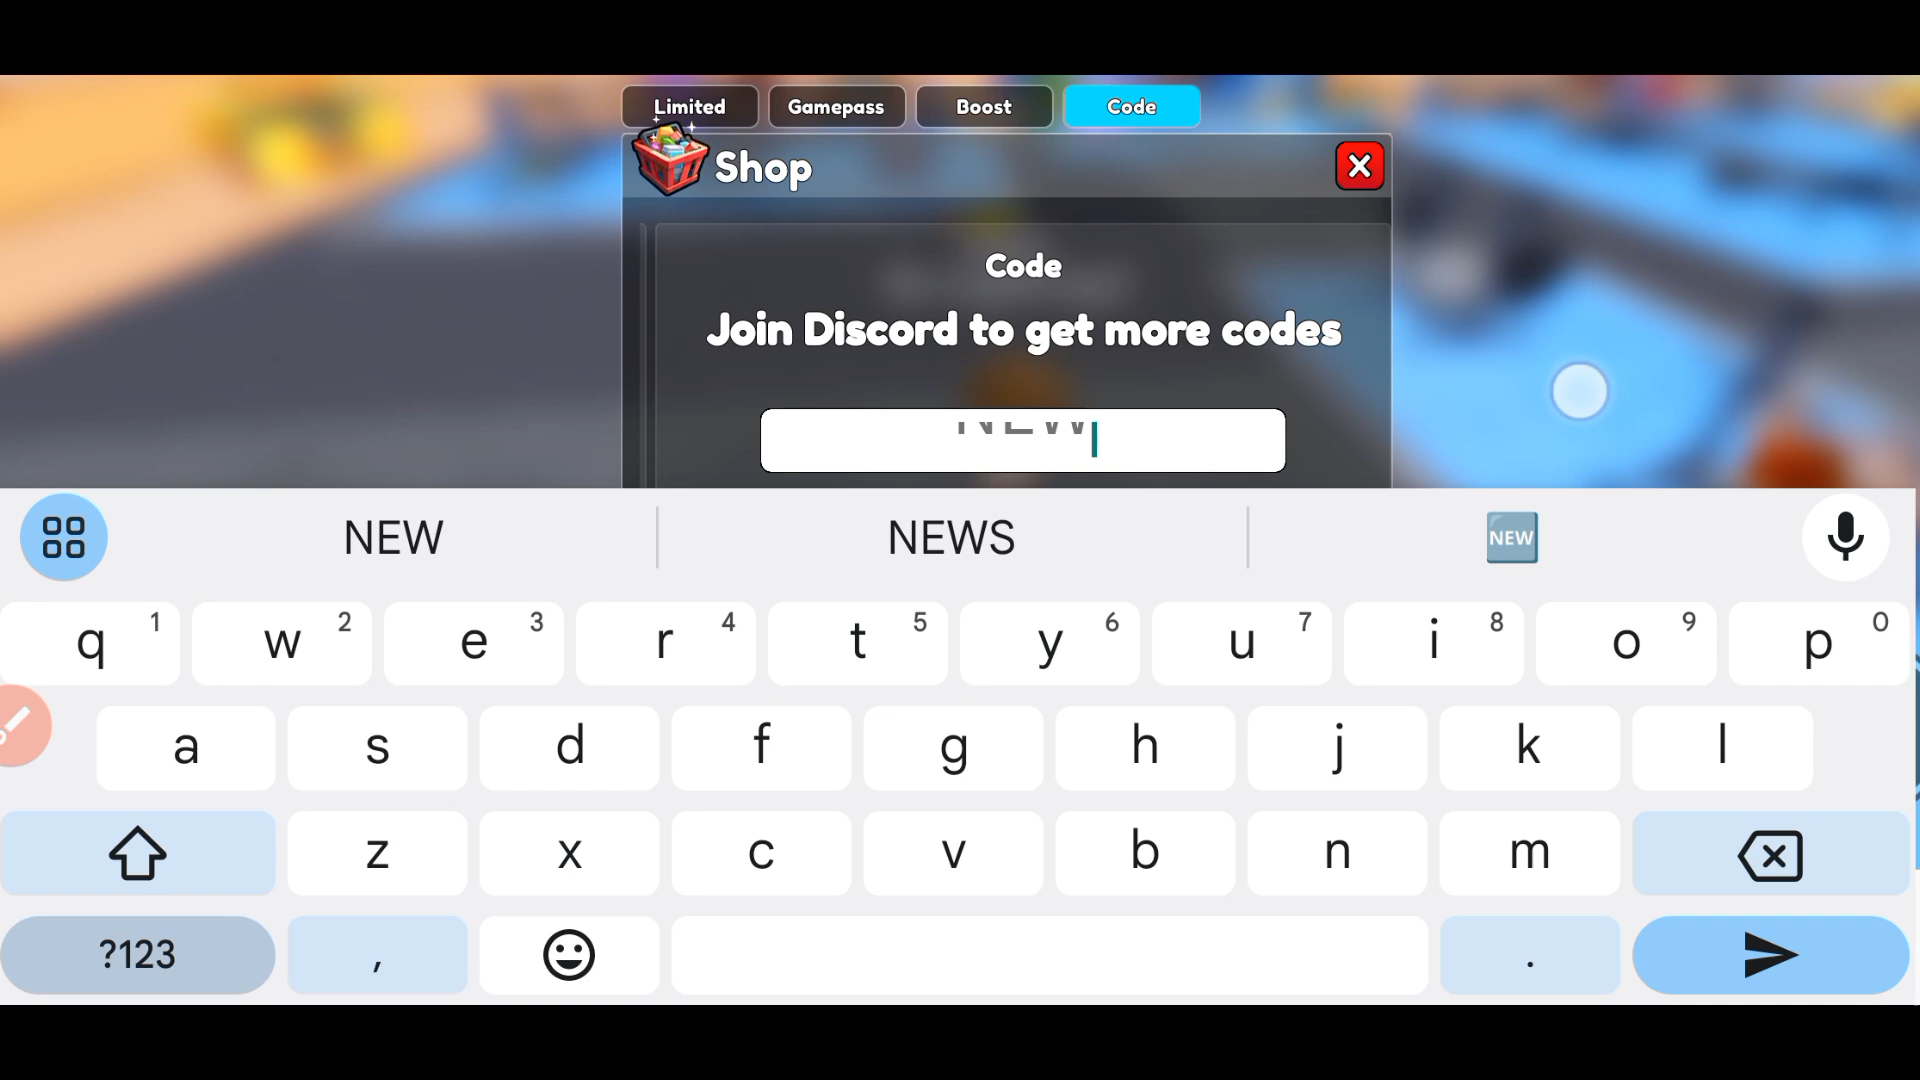 Limited Gamepass Boost Code
Shop
Code
Join Discord to get more codes
NEW
NEW NEWS NEW
q 1 w 2 e 3 r 4 t 5 y 6 u 7 i 8 o 9 p 0
a s d f g h j k l
z x c v b n m
?123 , .